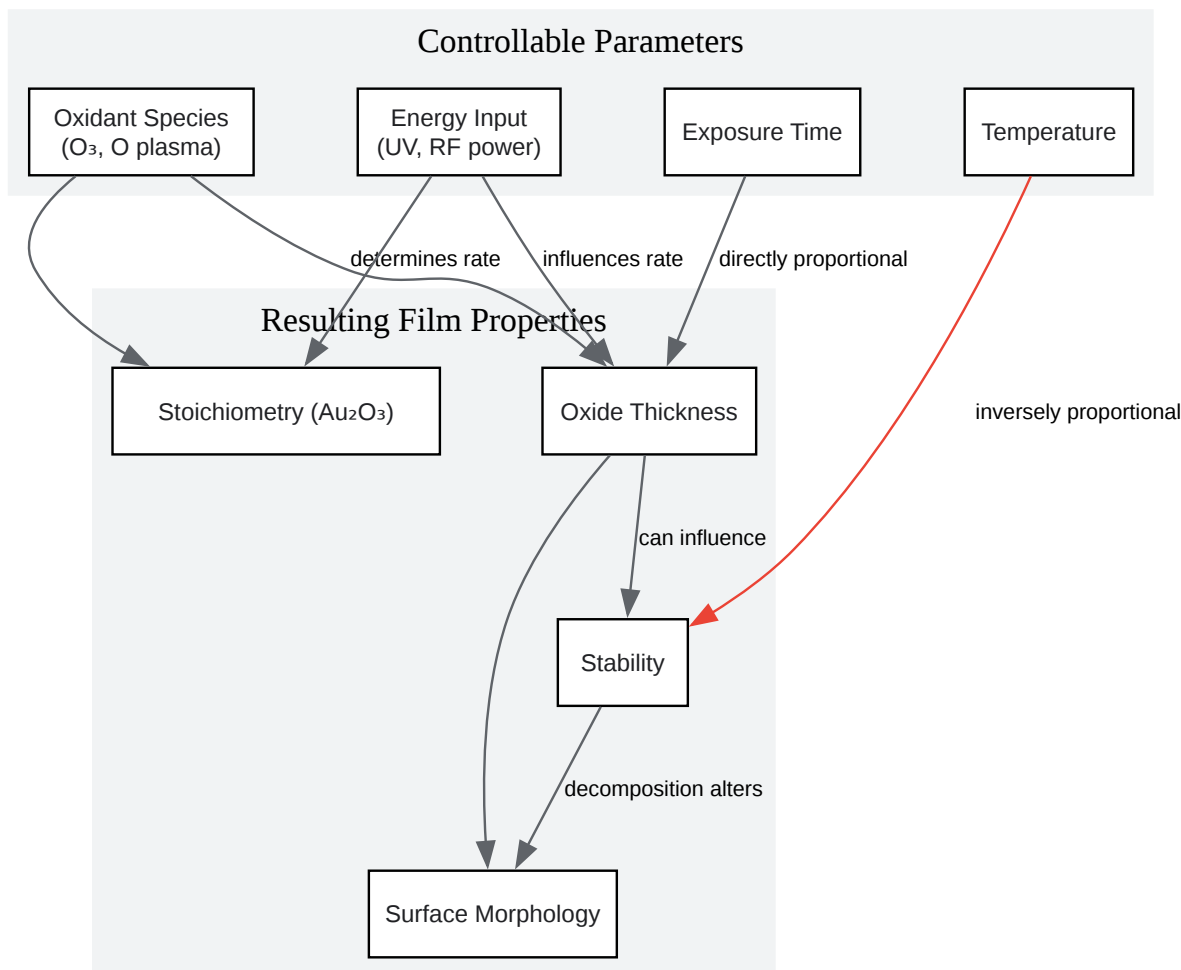 Controllable Parameters
Oxidant Species
(O₃, O plasma)
Energy Input
(UV, RF power)
Exposure Time
Temperature
determines rate
influences rate
directly proportional
Resulting Film Properties
Stoichiometry (Au₂O₃)
Oxide Thickness
inversely proportional
can influence
Stability
decomposition alters
Surface Morphology